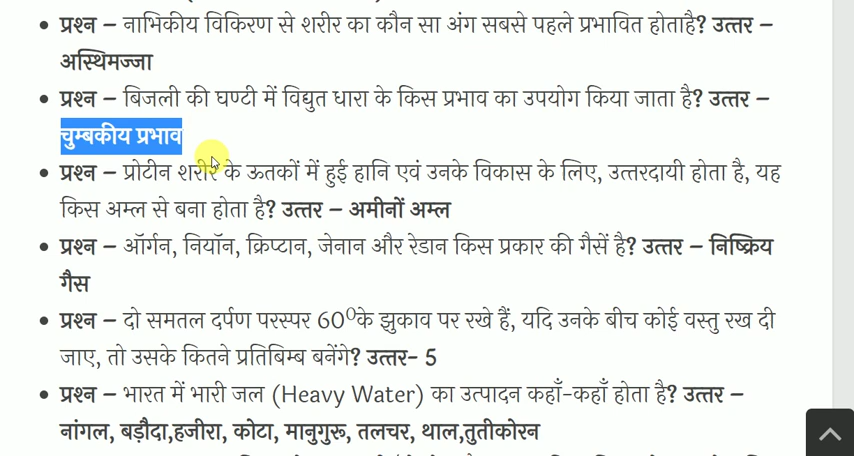 प्रश्न – नाभिकीय विकिरण से शरीर का कौन सा अंग सबसे पहले प्रभावित होताहै? उत्तर –
अस्थिमज्जा
प्रश्न – बिजली की घण्टी में विद्युत धारा के किस प्रभाव का उपयोग किया जाता है? उत्तर –
चुम्बकीय प्रभाव
प्रश्न – प्रोटीन शरीर के ऊतकों में हुई हानि एवं उनके विकास के लिए, उत्तरदायी होता है, यह
किस अम्ल से बना होता है? उत्तर – अमीनों अम्ल
प्रश्न – ऑर्गन, नियॉन, क्रिप्टान, जेनान और रेडान किस प्रकार की गैसें है? उत्तर – निष्क्रिय
गैस
प्रश्न – दो समतल दर्पण परस्पर 60⁰के झुकाव पर रखे हैं, यदि उनके बीच कोई वस्तु रख दी
जाए, तो उसके कितने प्रतिबिम्ब बनेंगे? उत्तर- 5
प्रश्न – भारत में भारी जल (Heavy Water) का उत्पादन कहाँ-कहाँ होता है? उत्तर –
नांगल, बड़ौदा,हजीरा, कोटा, मानुगुरू, तलचर, थाल,तुतीकोरन